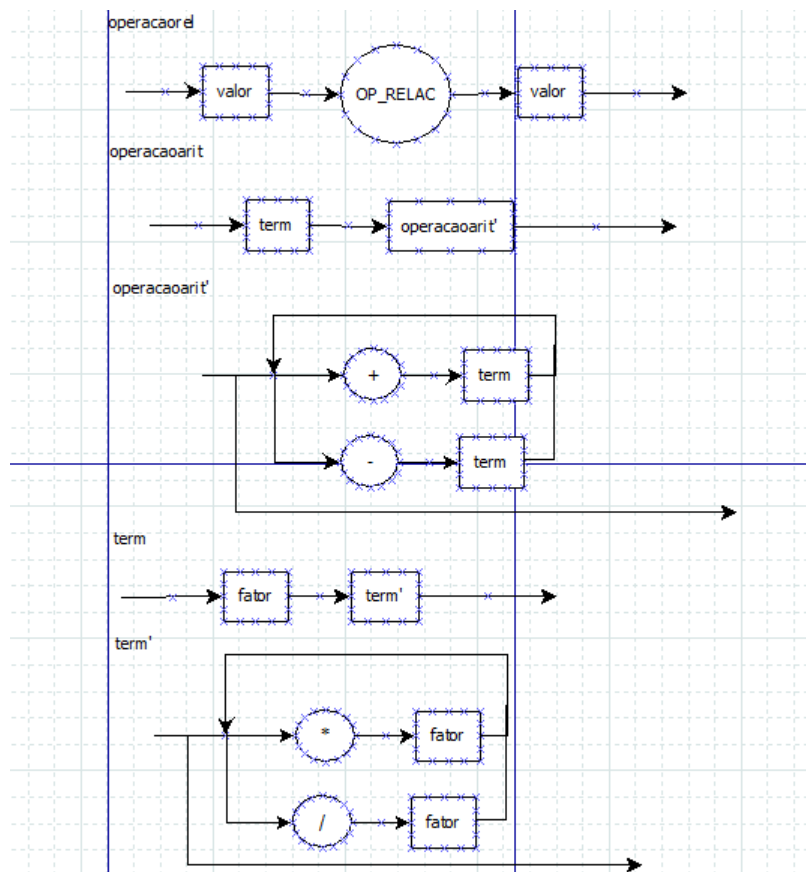 operacaorel
valor OP_RELAC valor
operacaoarit
term operacaoarit'
operacaoarit'
+ term
- term
term
fator term'
term'
* fator
/ fator